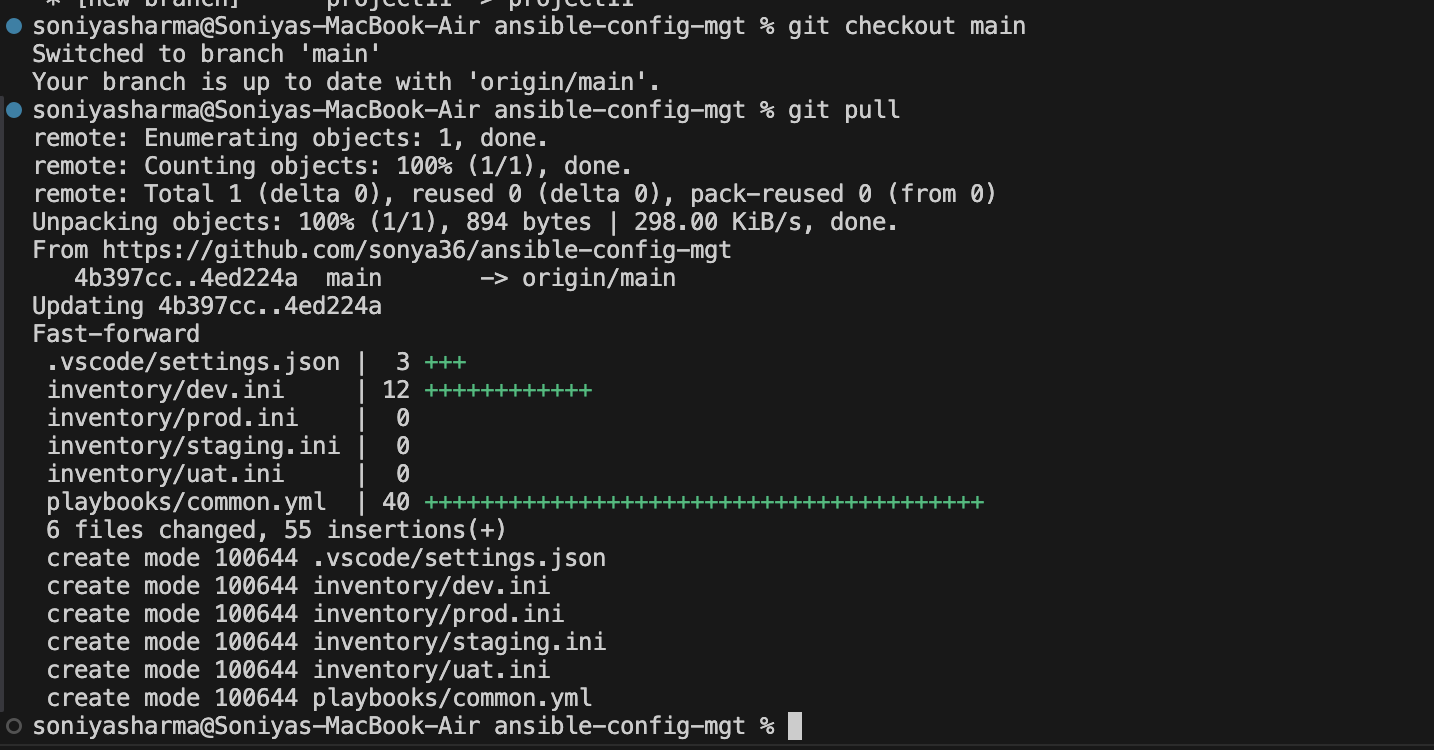 * [new branch]      project11 -> project11
soniyasharma@Soniyas-MacBook-Air ansible-config-mgt % git checkout main
Switched to branch 'main'
Your branch is up to date with 'origin/main'.
soniyasharma@Soniyas-MacBook-Air ansible-config-mgt % git pull
remote: Enumerating objects: 1, done.
remote: Counting objects: 100% (1/1), done.
remote: Total 1 (delta 0), reused 0 (delta 0), pack-reused 0 (from 0)
Unpacking objects: 100% (1/1), 894 bytes | 298.00 KiB/s, done.
From https://github.com/sonya36/ansible-config-mgt
   4b397cc..4ed224a  main       -> origin/main
Updating 4b397cc..4ed224a
Fast-forward
 .vscode/settings.json |  3 +++
 inventory/dev.ini     | 12 ++++++++++++
 inventory/prod.ini    |  0
 inventory/staging.ini |  0
 inventory/uat.ini     |  0
 playbooks/common.yml  | 40 ++++++++++++++++++++++++++++++++++++++++
 6 files changed, 55 insertions(+)
 create mode 100644 .vscode/settings.json
 create mode 100644 inventory/dev.ini
 create mode 100644 inventory/prod.ini
 create mode 100644 inventory/staging.ini
 create mode 100644 inventory/uat.ini
 create mode 100644 playbooks/common.yml
soniyasharma@Soniyas-MacBook-Air ansible-config-mgt %